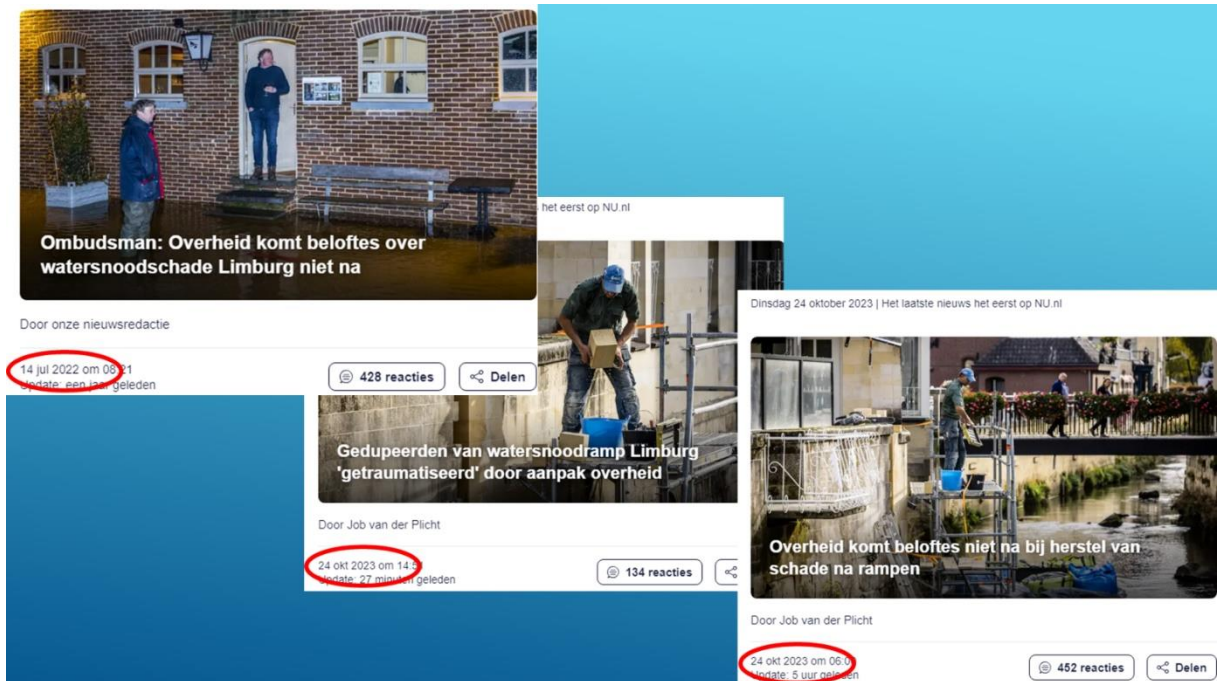 Ombudsman: Overheid komt beloftes over
watersnoodschade Limburg niet na
Door onze nieuwsredactie
14 jul 2022 om 08:21
Update: een jaar geleden
428 reacties
Delen
het eerst op NU.nl
Gedupeerden van watersnoodramp Limburg
'getraumatiseerd' door aanpak overheid
Door Job van der Plicht
24 okt 2023 om 14:5
Update: 27 minuten geleden
134 reacties
Dinsdag 24 oktober 2023 | Het laatste nieuws het eerst op NU.nl
Overheid komt beloftes niet na bij herstel van
schade na rampen
Door Job van der Plicht
24 okt 2023 om 06:0
Update: 5 uur geleden
452 reacties
Delen